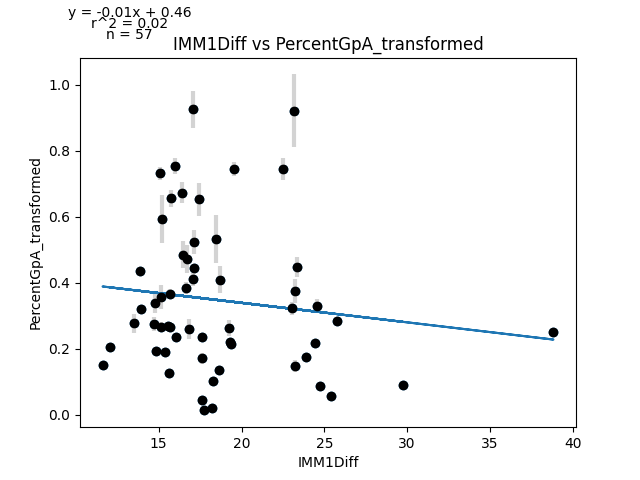 y = -0.01x + 0.46
r^2 = 0.02
n = 57
IMM1Diff vs PercentGpA_transformed
1.0
0.8
0.6
0.4
0.2
0.0
PercentGpA_transformed
15 20 25 30 35 40
IMM1Diff